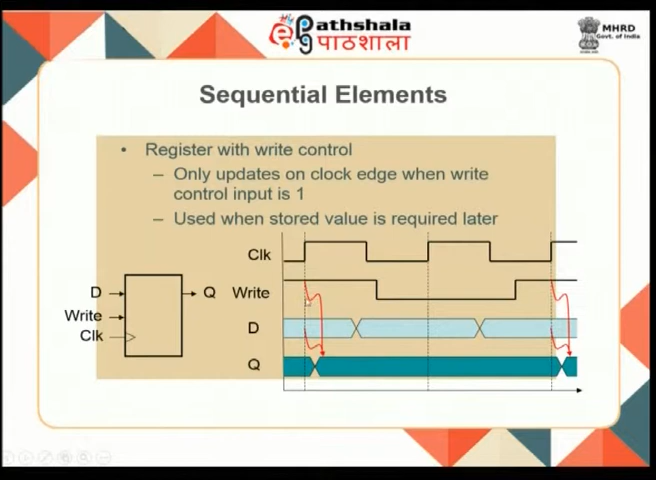 epg Pathshala
पाठशाला
MHRD
Govt. of India
Sequential Elements
• Register with write control
– Only updates on clock edge when write
control input is 1
– Used when stored value is required later
Clk
D Q Write
Write
Clk
D
Q